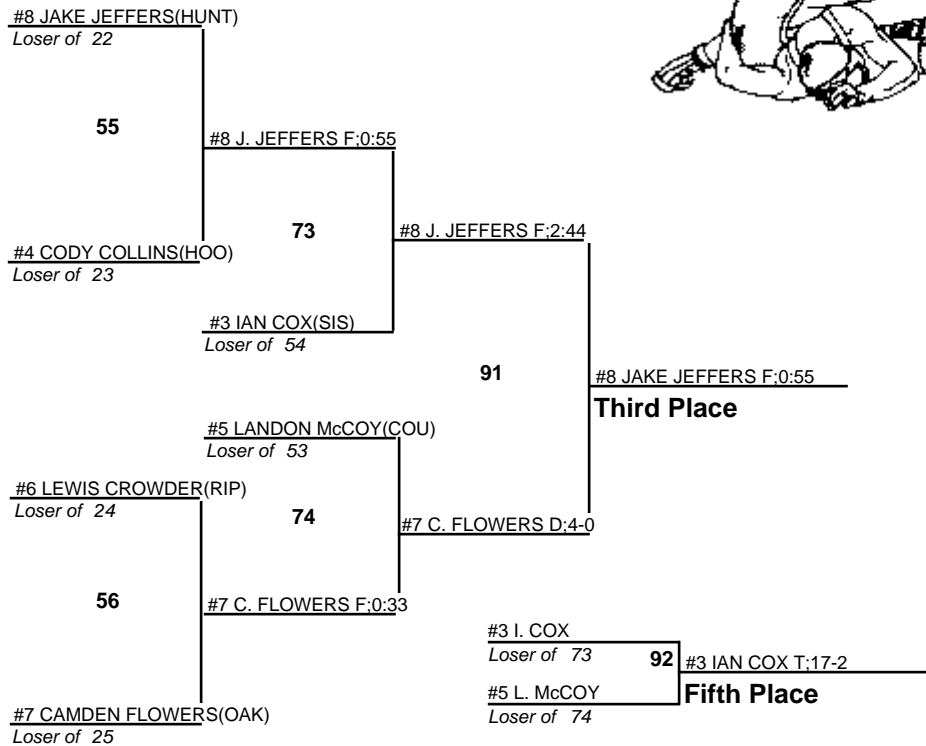 #8 JAKE JEFFERS(HUNT)
Loser of 22
55
#8 J. JEFFERS F;0:55
#4 CODY COLLINS(HOO)
Loser of 23
73
#8 J. JEFFERS F;2:44
#3 IAN COX(SIS)
Loser of 54
91
#8 JAKE JEFFERS F;0:55
Third Place
#5 LANDON McCOY(COU)
Loser of 53
#6 LEWIS CROWDER(RIP)
Loser of 24
74
#7 C. FLOWERS D;4-0
56
#7 C. FLOWERS F;0:33
#7 CAMDEN FLOWERS(OAK)
Loser of 25
#3 I. COX
Loser of 73
92
#3 IAN COX T;17-2
Fifth Place
#5 L. McCOY
Loser of 74